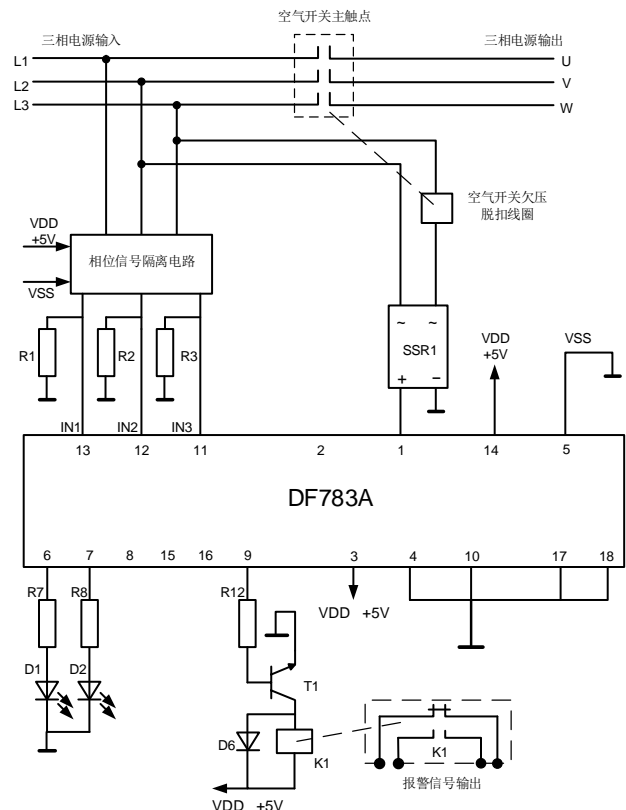 空气开关主触点
三相电源输入
三相电源输出
L1
U
L2
V
L3
W
空气开关欠压
脱扣线圈
VDD
+5V
相位信号隔离电路
VSS
R1
R2
R3
~ ~
SSR1
+ −
VDD
+5V
VSS
IN1
IN2
IN3
13
12
11
2
1
14
5
DF783A
6
7
8
15
16
9
3
4
10
17
18
R7
R8
R12
VDD +5V
D1
D2
T1
D6
K1
K1
报警信号输出
VDD +5V